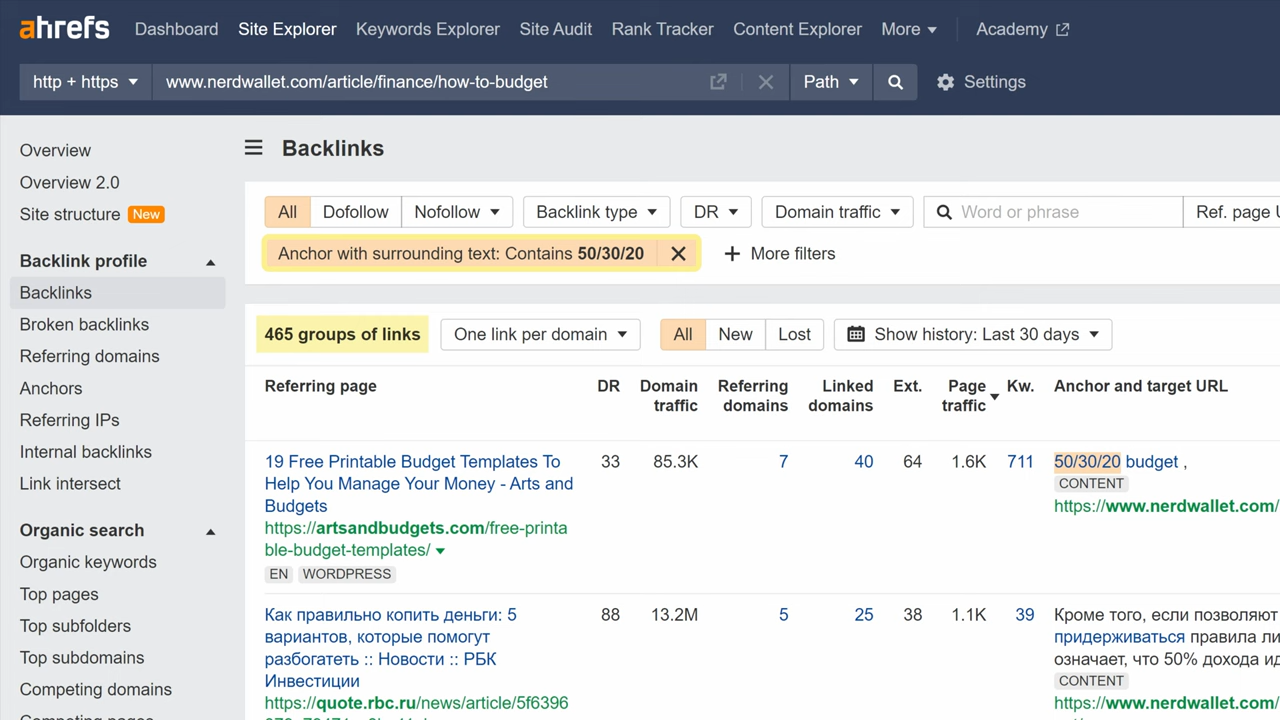 ahrefs Dashboard Site Explorer Keywords Explorer Site Audit Rank Tracker Content Explorer More Academy
http + https www.nerdwallet.com/article/finance/how-to-budget Path Settings
Overview
Overview 2.0
Site structure New
Backlink profile
Backlinks
Broken backlinks
Referring domains
Anchors
Referring IPs
Internal backlinks
Link intersect
Organic search
Organic keywords
Top pages
Top subfolders
Top subdomains
Competing domains
Competing pages
Backlinks
All Dofollow Nofollow Backlink type DR Domain traffic Word or phrase Ref. page
Anchor with surrounding text: Contains 50/30/20 More filters
465 groups of links One link per domain All New Lost Show history: Last 30 days
Referring page DR Domain traffic Referring domains Linked domains Ext. Page traffic Kw. Anchor and target URL
19 Free Printable Budget Templates To 33 85.3K 7 40 64 1.6K 711 50/30/20 budget ,
Help You Manage Your Money - Arts and CONTENT
Budgets https://www.nerdwallet.com/
https://artsandbudgets.com/free-printa
ble-budget-templates/
EN WORDPRESS
Как правильно копить деньги: 5 88 13.2M 5 25 38 1.1K 39 Кроме того, если позволяют
вариантов, которые помогут придерживаться правила
разбогатеть :: Новости :: РБК означает, что 50% дохода
Инвестиции CONTENT
https://quote.rbc.ru/news/article/5f6396 https://www.nerdwallet.com/